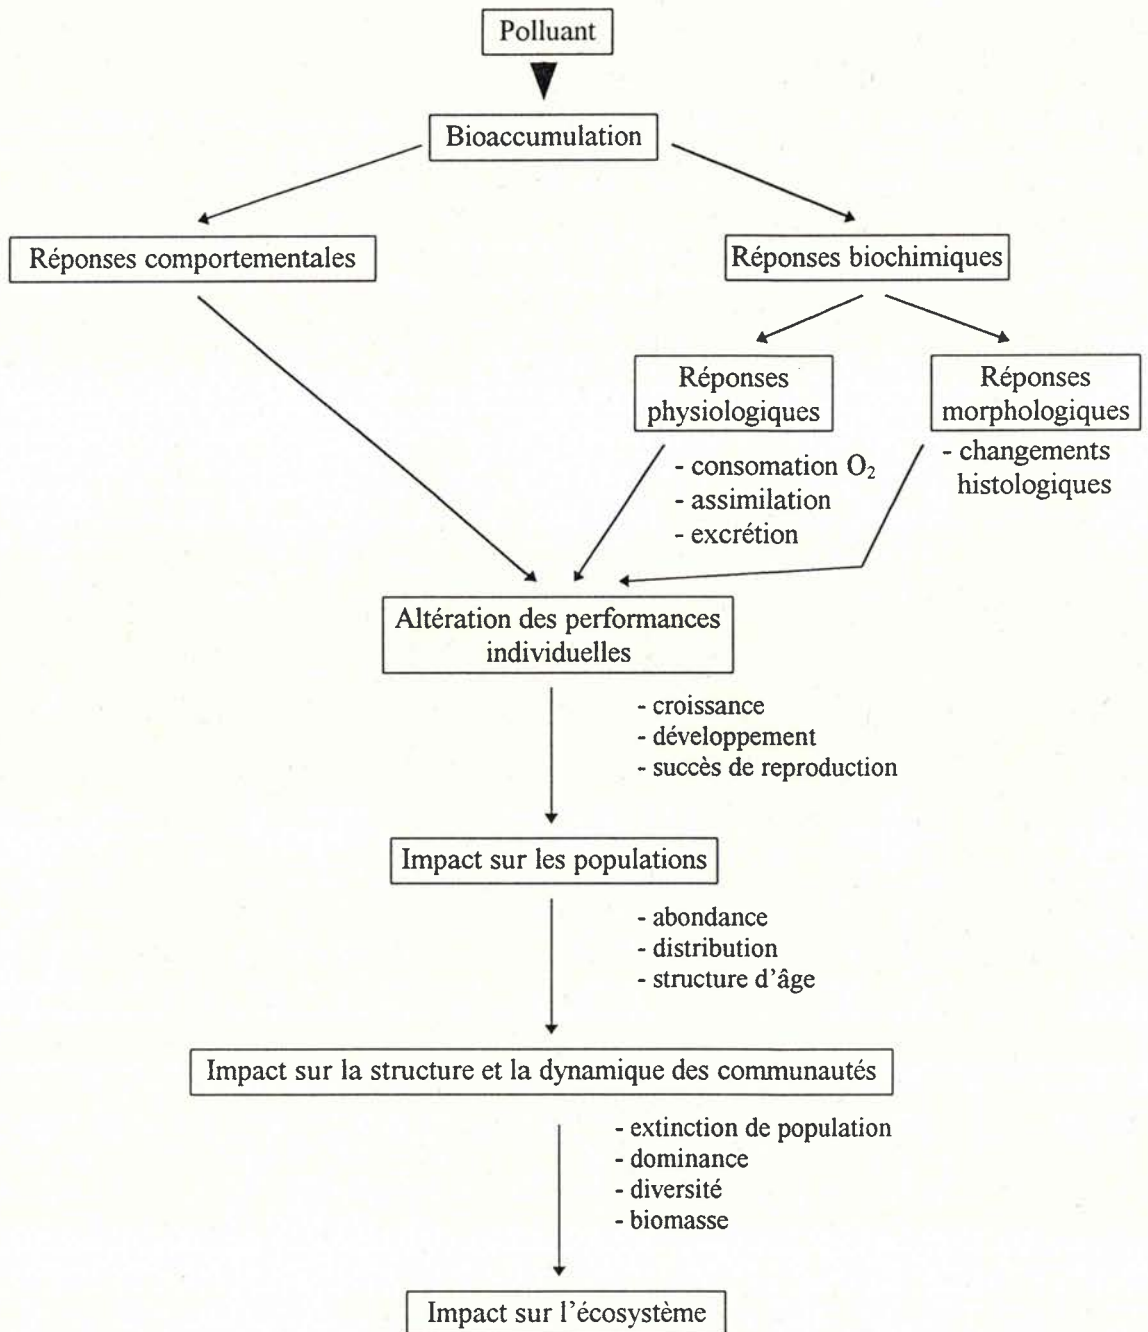 Polluant
Bioaccumulation
Réponses comportementales
Réponses biochimiques
Réponses
physiologiques
Réponses
morphologiques
- consomation O₂
- assimilation
- excrétion
- changements
histologiques
Altération des performances
individuelles
- croissance
- développement
- succès de reproduction
Impact sur les populations
- abondance
- distribution
- structure d'âge
Impact sur la structure et la dynamique des communautés
- extinction de population
- dominance
- diversité
- biomasse
Impact sur l'écosystème